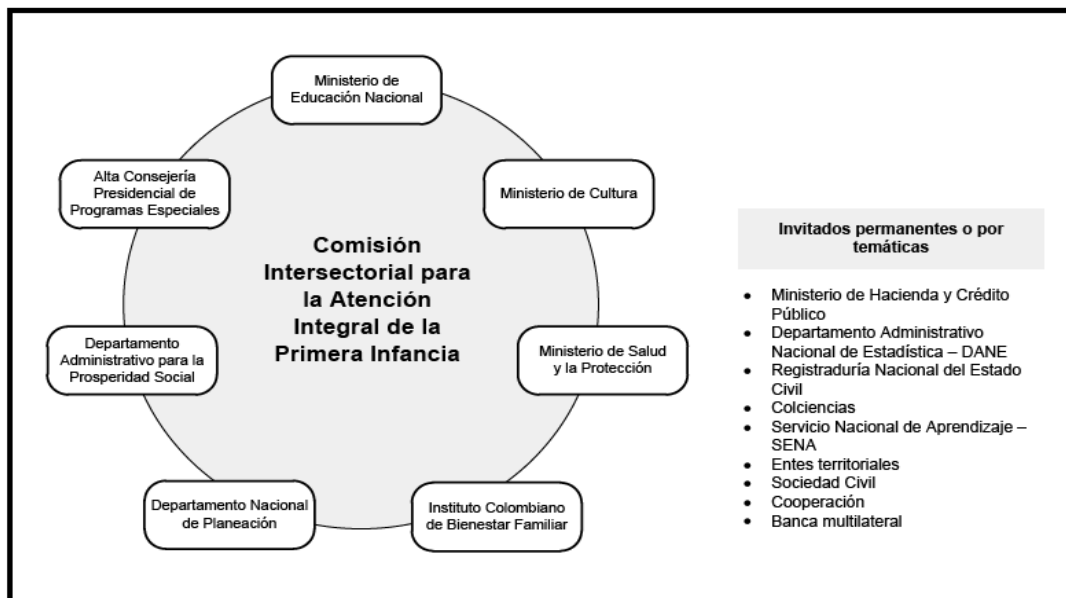 Ministerio de
Educación Nacional
Alta Consejería
Presidencial de
Programas Especiales
Ministerio de Cultura
Comisión
Intersectorial para
la Atención
Integral de la
Primera Infancia
Departamento
Administrativo para la
Prosperidad Social
Ministerio de Salud
y la Protección
Departamento Nacional
de Planeación
Instituto Colombiano
de Bienestar Familiar
Invitados permanentes o por
temáticas
• Ministerio de Hacienda y Crédito
Público
• Departamento Administrativo
Nacional de Estadística – DANE
• Registraduría Nacional del Estado
Civil
• Colciencias
• Servicio Nacional de Aprendizaje –
SENA
• Entes territoriales
• Sociedad Civil
• Cooperación
• Banca multilateral